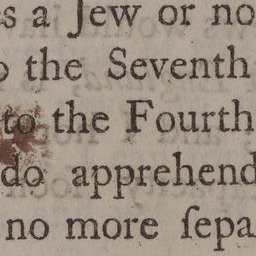 s a Jew or no
o the Seventh
to the Fourth
do apprehend
no more ſepa